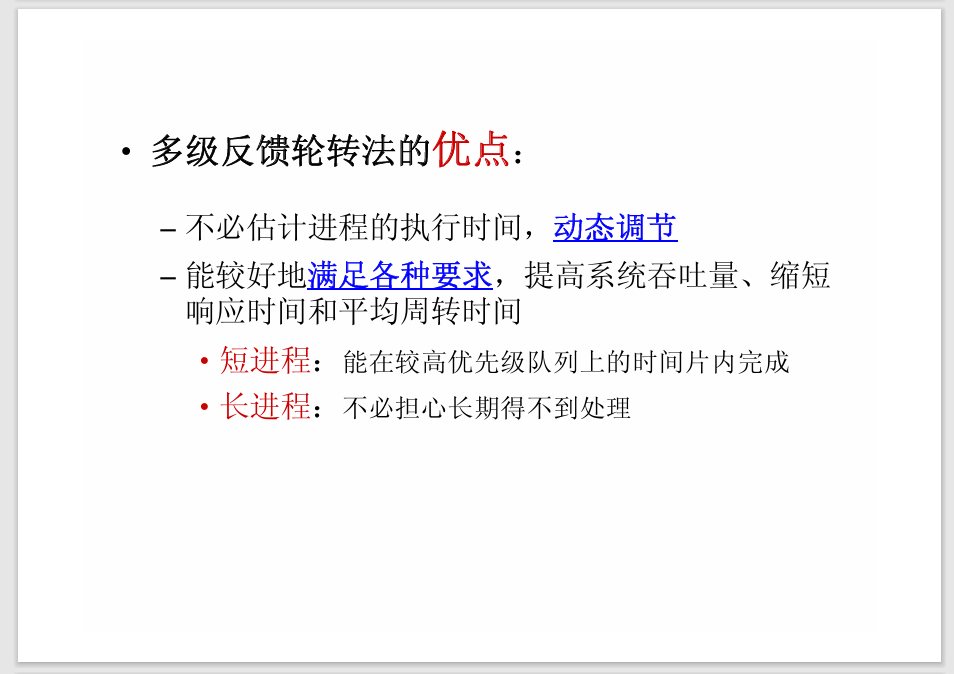 • 多级反馈轮转法的优点：
– 不必估计进程的执行时间，动态调节
– 能较好地满足各种要求，提高系统吞吐量、缩短
响应时间和平均周转时间
• 短进程：能在较高优先级队列上的时间片内完成
• 长进程：不必担心长期得不到处理